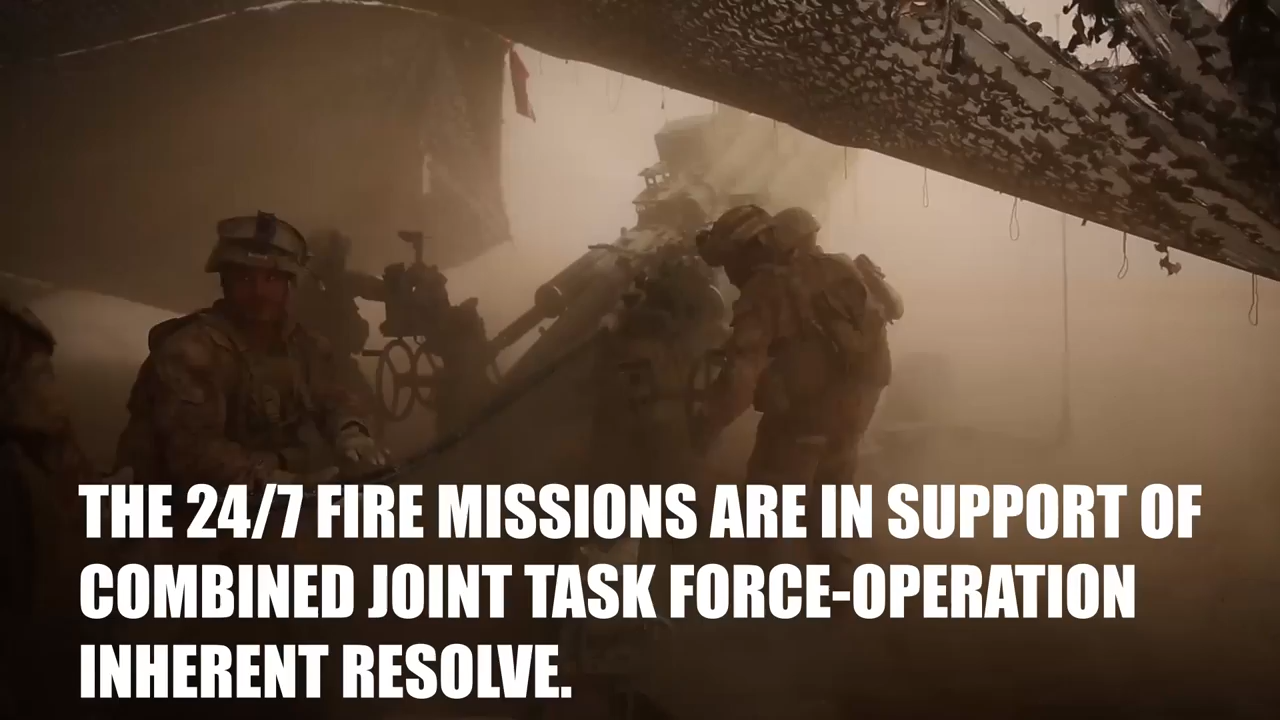 THE 24/7 FIRE MISSIONS ARE IN SUPPORT OF
COMBINED JOINT TASK FORCE-OPERATION
INHERENT RESOLVE.